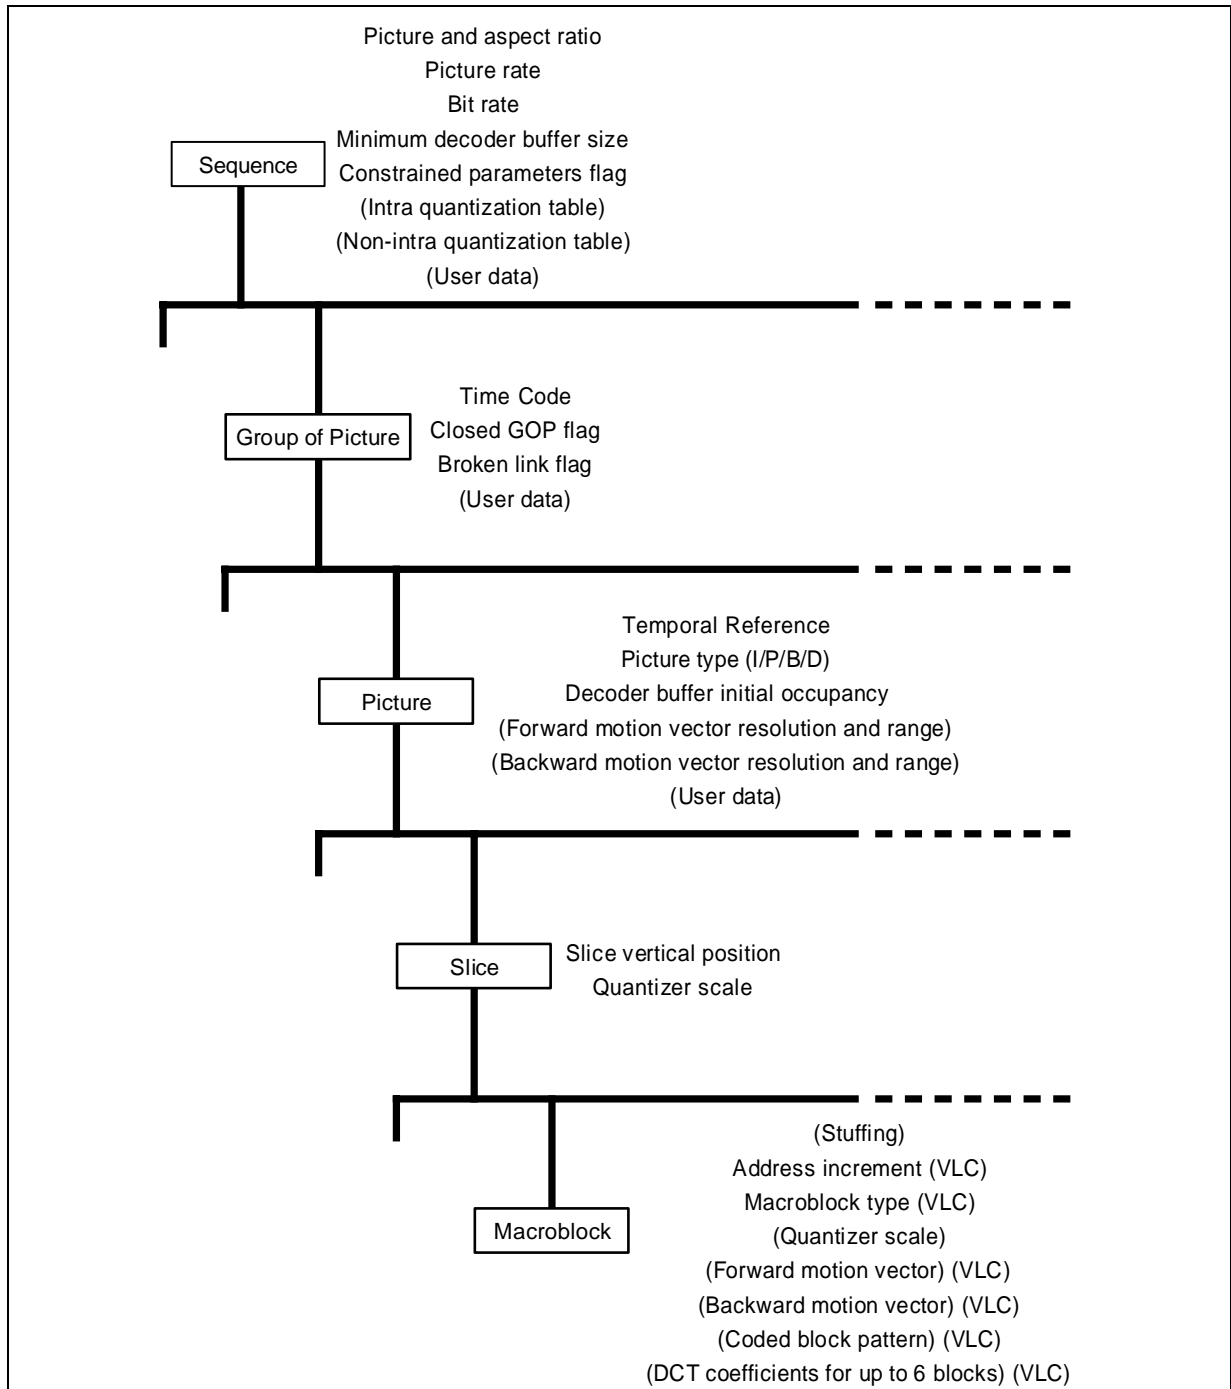 Picture and aspect ratio
Picture rate
Bit rate
Minimum decoder buffer size
Sequence
Constrained parameters flag
(Intra quantization table)
(Non-intra quantization table)
(User data)
Time Code
Closed GOP flag
Group of Picture
Broken link flag
(User data)
Temporal Reference
Picture type (I/P/B/D)
Decoder buffer initial occupancy
Picture
(Forward motion vector resolution and range)
(Backward motion vector resolution and range)
(User data)
Slice vertical position
Slice
Quantizer scale
(Stuffing)
Address increment (VLC)
Macroblock type (VLC)
Macroblock
(Quantizer scale)
(Forward motion vector) (VLC)
(Backward motion vector) (VLC)
(Coded block pattern) (VLC)
(DCT coefficients for up to 6 blocks) (VLC)